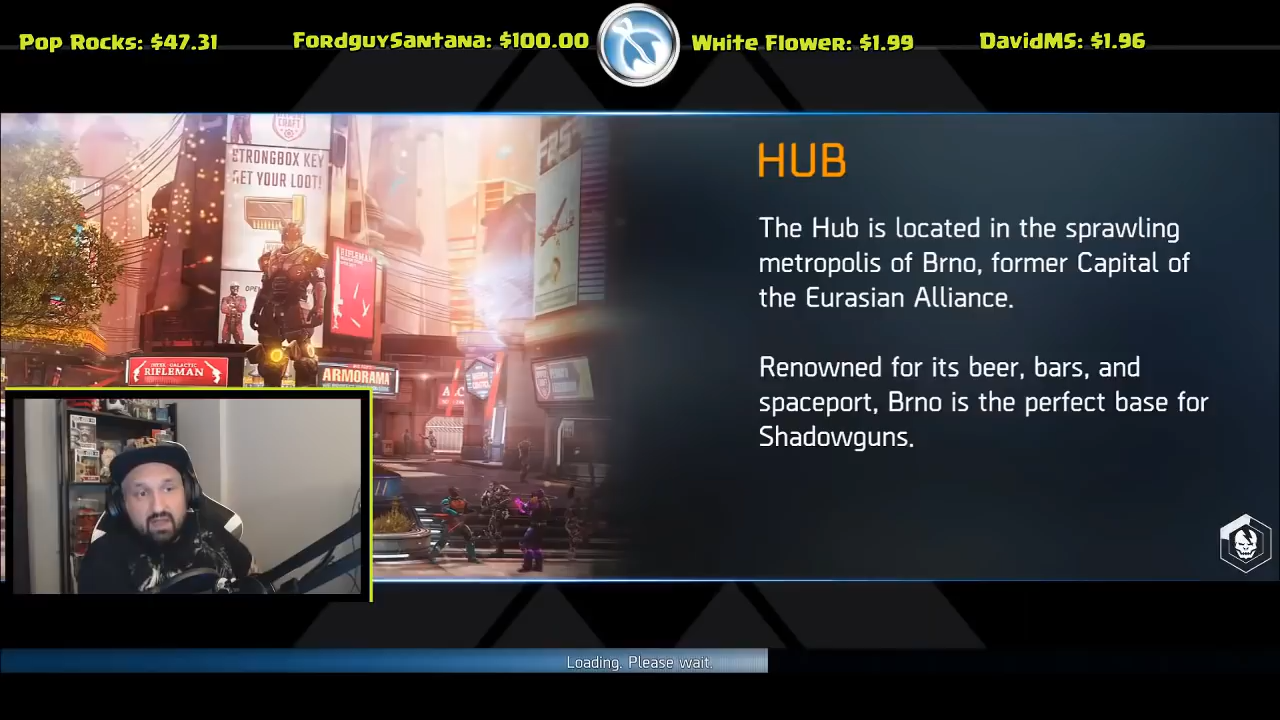 Pop Rocks: $47.31
FordguySantana: $100.00
White Flower: $1.99
DavidMS: $1.96
STRONGBOX KEY
GET YOUR LOOT!
RIFLEMAN
RIFLEMAN
ARMORAMA
HUB
The Hub is located in the sprawling
metropolis of Brno, former Capital of
the Eurasian Alliance.
Renowned for its beer, bars, and
spaceport, Brno is the perfect base for
Shadowguns.
Loading. Please wait.